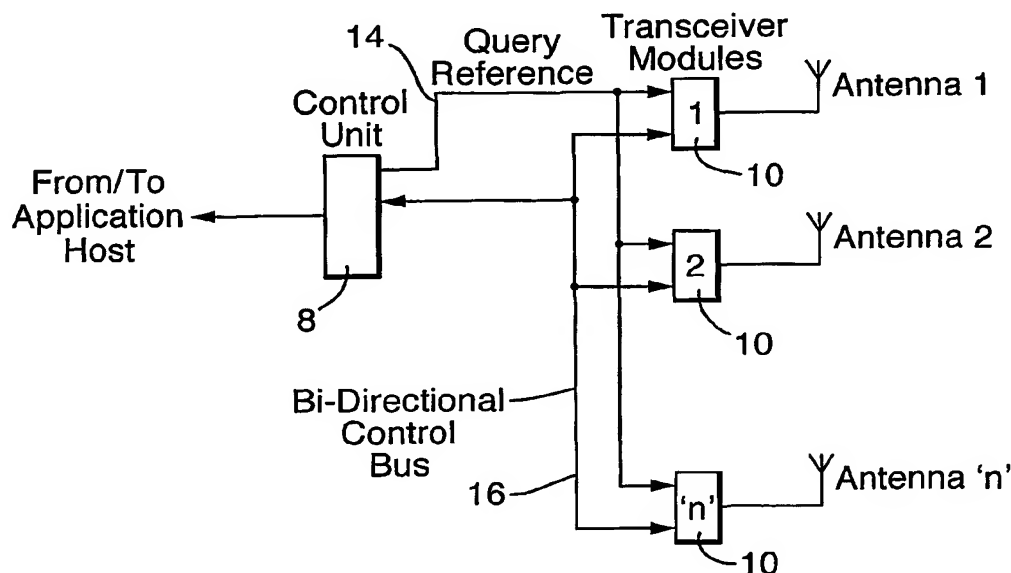 14
Query
Reference
Transceiver
Modules
Antenna 1
Control
Unit
1
10
From/To
Application
Host
8
Antenna 2
2
10
Bi-Directional
Control
Bus
16
Antenna 'n'
'n'
10